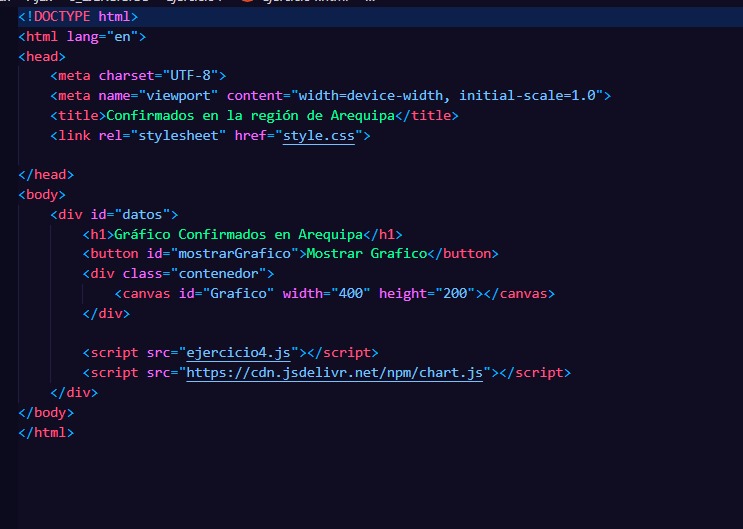 <!DOCTYPE html>
<html lang="en">
<head>
    <meta charset="UTF-8">
    <meta name="viewport" content="width=device-width, initial-scale=1.0">
    <title>Confirmados en la región de Arequipa</title>
    <link rel="stylesheet" href="style.css">

</head>
<body>
    <div id="datos">
        <h1>Gráfico Confirmados en Arequipa</h1>
        <button id="mostrarGrafico">Mostrar Grafico</button>
        <div class="contenedor">
            <canvas id="Grafico" width="400" height="200"></canvas>
        </div>

        <script src="ejercicio4.js"></script>
        <script src="https://cdn.jsdelivr.net/npm/chart.js"></script>
    </div>
</body>
</html>